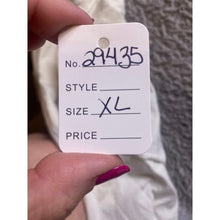 No. 29435
STYLE
SIZE XL
PRICE